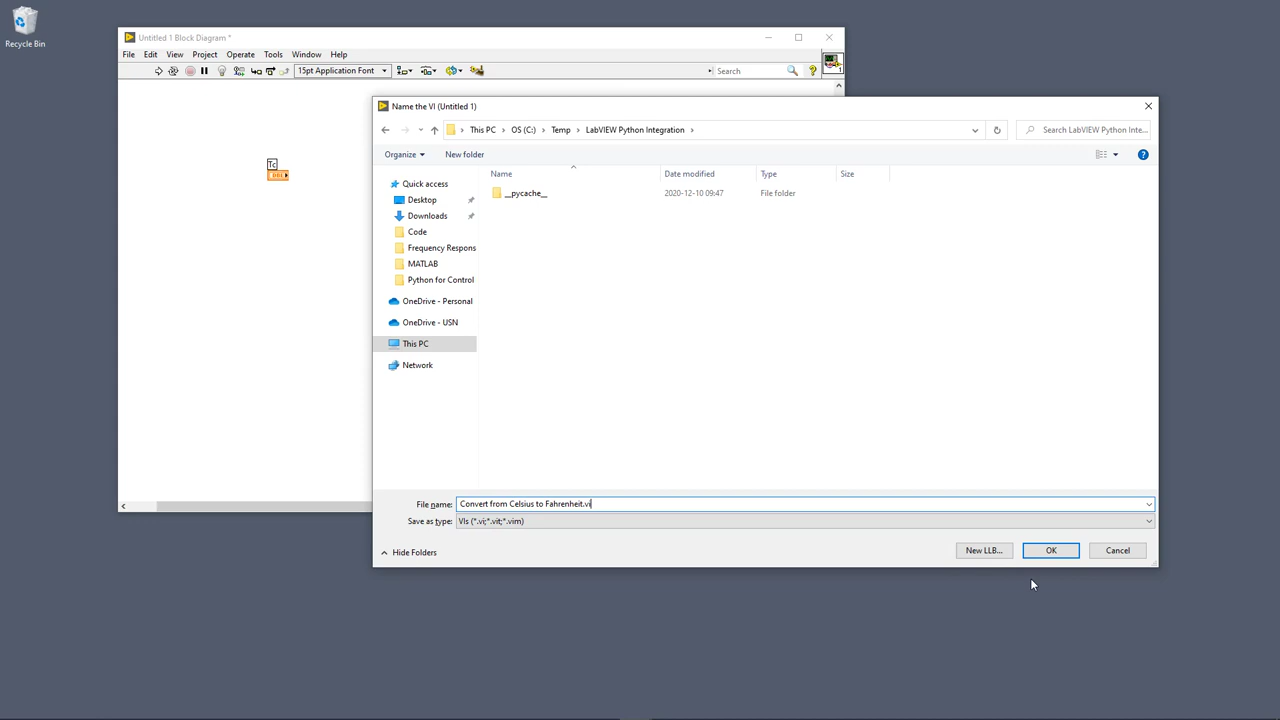 Recycle Bin
Untitled 1 Block Diagram *
File Edit View Project Operate Tools Window Help
15pt Application Font
Search
1
Tc
DBL
Name the VI (Untitled 1)
This PC > OS (C:) > Temp > LabVIEW Python Integration >
Search LabVIEW Python Inte...
Organize
New folder
Name
Date modified
Type
Size
__pycache__
2020-12-10 09:47
File folder
Quick access
Desktop
Downloads
Code
Frequency Respons
MATLAB
Python for Control
OneDrive - Personal
OneDrive - USN
This PC
Network
File name: Convert from Celsius to Fahrenheit.vi
Save as type: VIs (*.vi;*.vit;*.vim)
Hide Folders
New LLB...
OK
Cancel